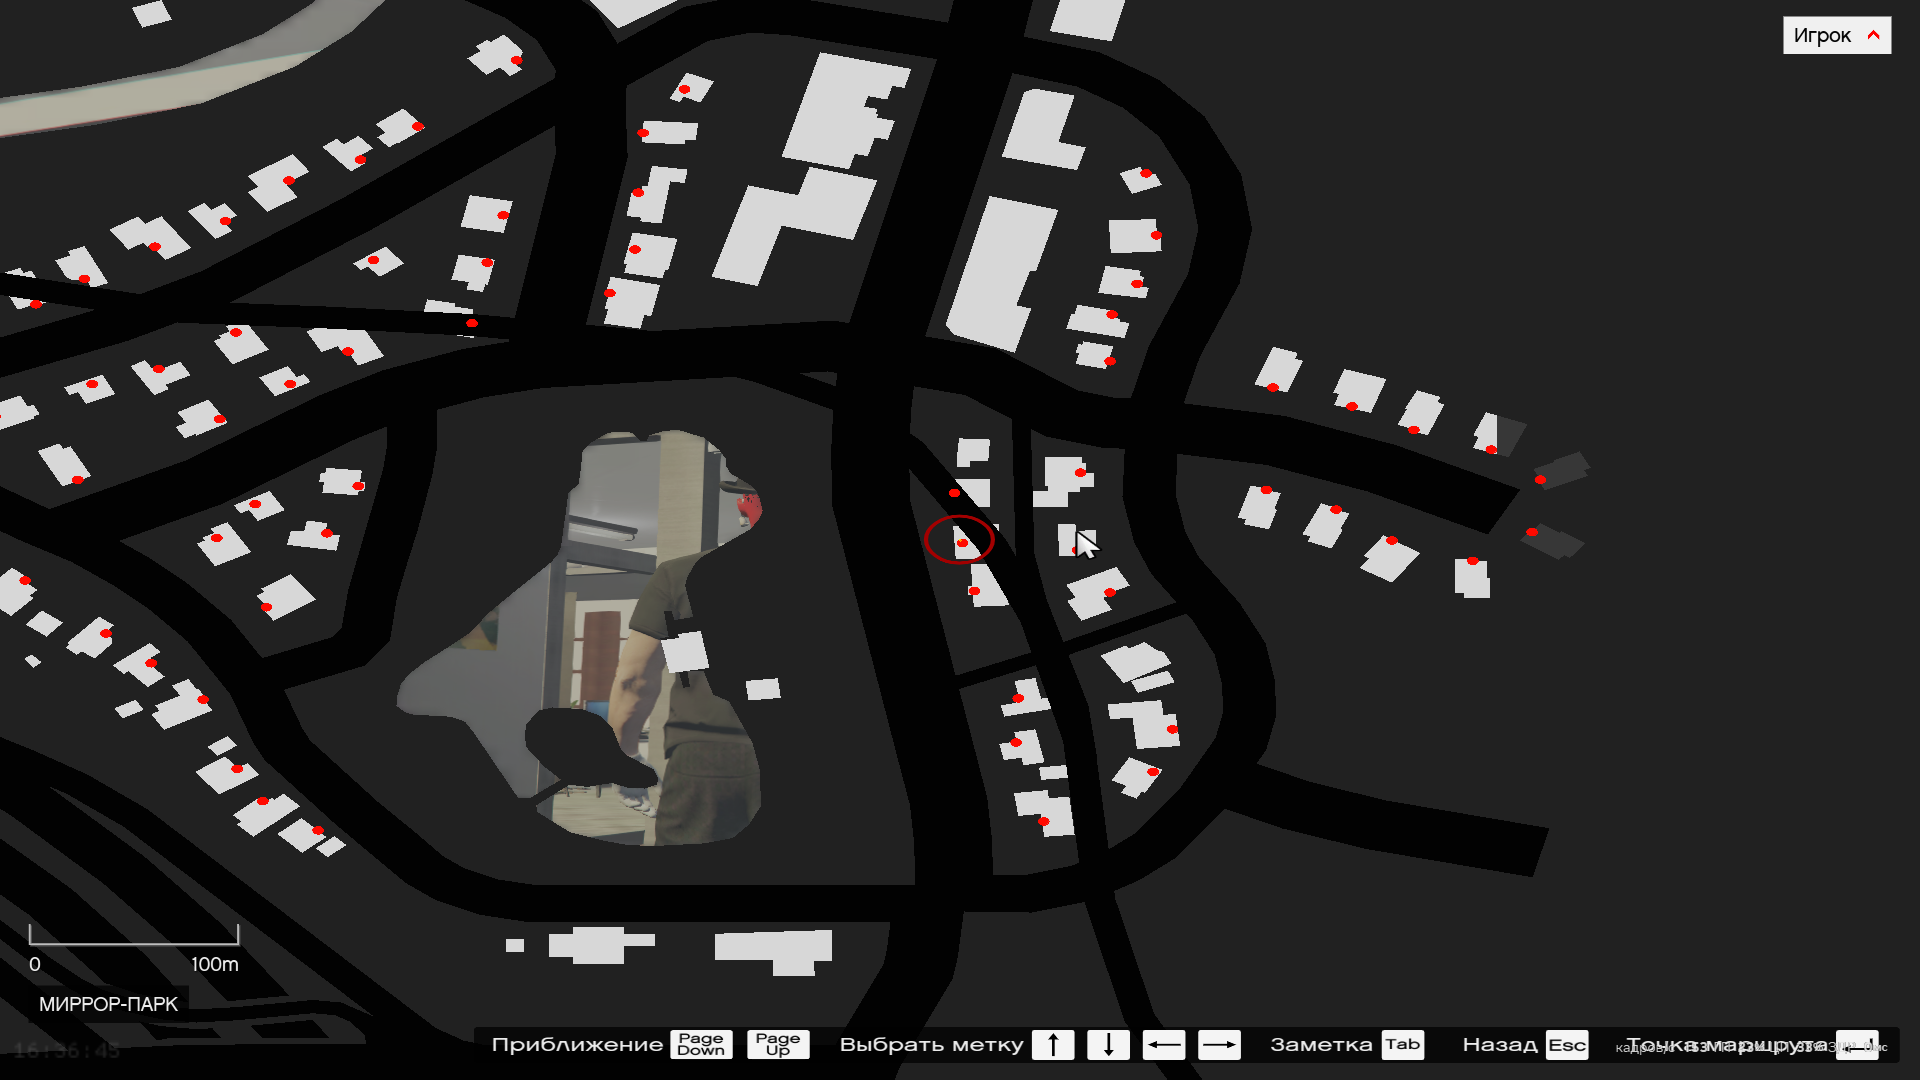 Игрок
0 100m
МИРРОР-ПАРК
16:36:45
Приближение Page Down Page Up Выбрать метку ↑ ↓ ← → Заметка Tab Назад Esc Точка маршрута
кадров/с